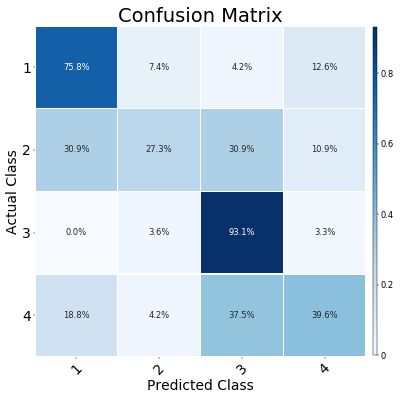 Confusion Matrix
Actual Class
1
75.8% 7.4% 4.2% 12.6%
2
30.9% 27.3% 30.9% 10.9%
3
0.0% 3.6% 93.1% 3.3%
4
18.8% 4.2% 37.5% 39.6%
1 2 3 4
Predicted Class
0.8
0.6
0.4
0.2
0